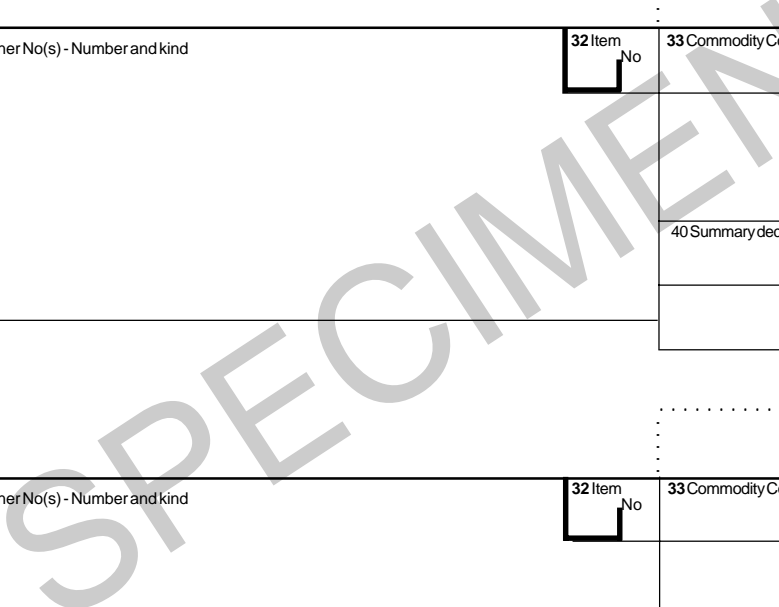 ner No(s) - Number and kind
32 Item
No
33 Commodity Co
40 Summary dec
SPECIMEN
ner No(s) - Number and kind
32 Item
No
33 Commodity Co